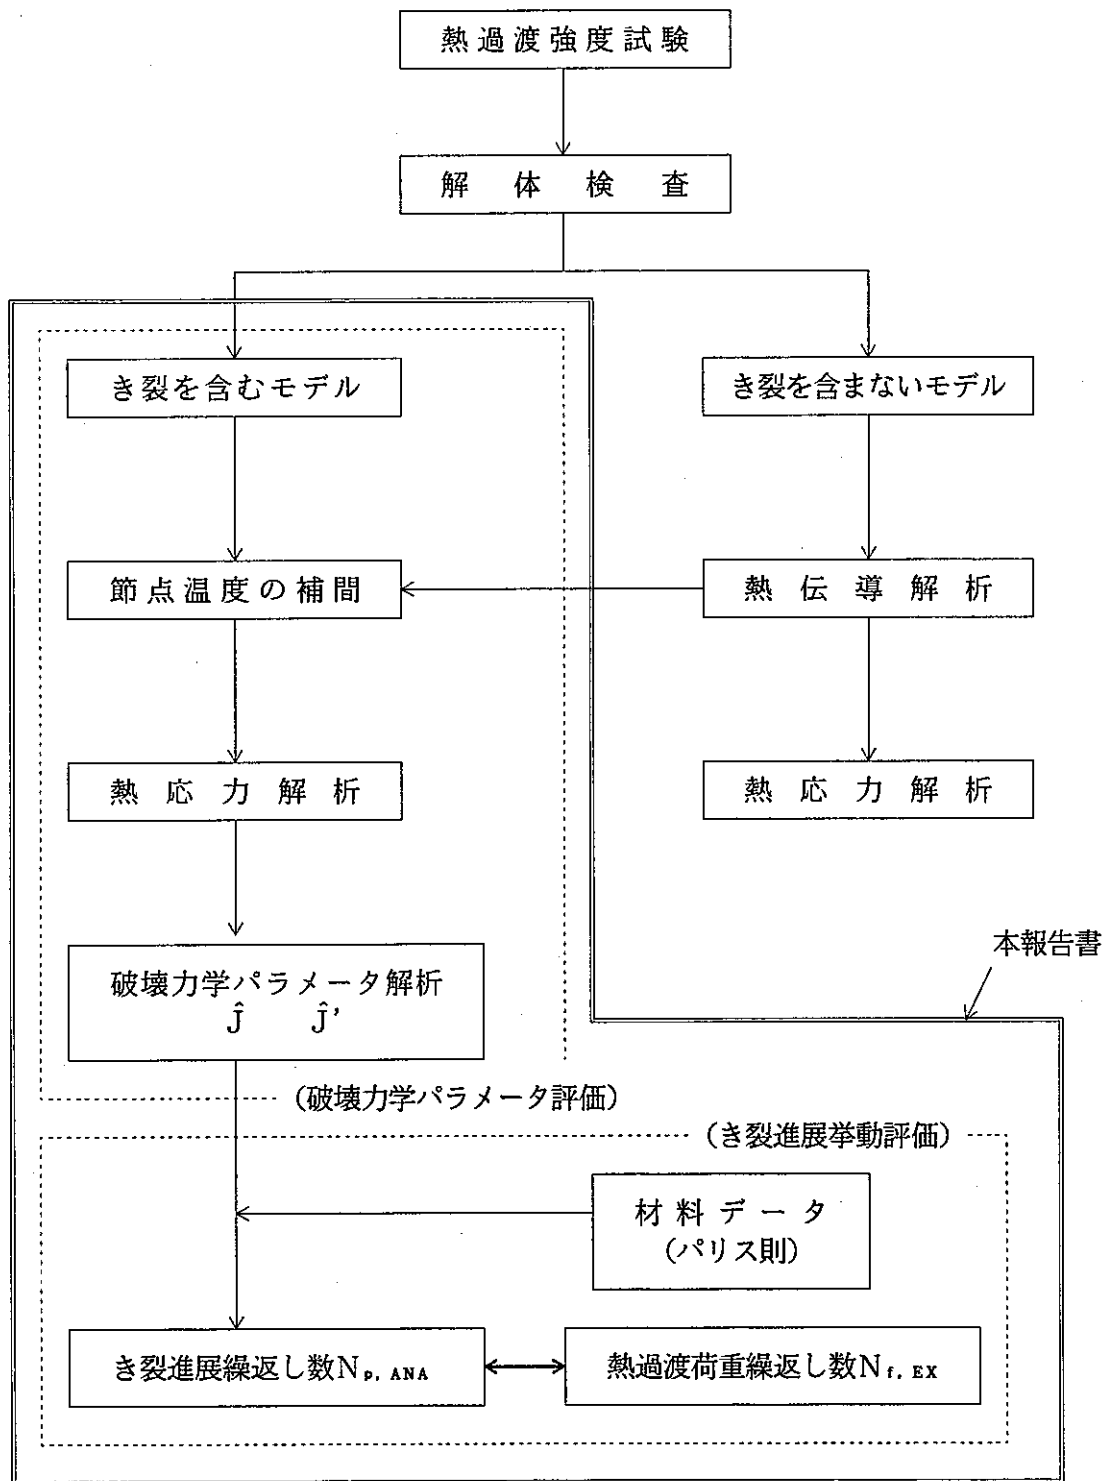 熱過渡強度試験
解体検査
き裂を含むモデル
き裂を含まないモデル
節点温度の補間
熱伝導解析
熱応力解析
熱応力解析
本報告書
破壊力学パラメータ解析
Ĵ Ĵ'
(破壊力学パラメータ評価)
(き裂進展挙動評価)
材料データ
(パリス則)
き裂進展繰返し数Np, ANA
熱過渡荷重繰返し数Nf, EX